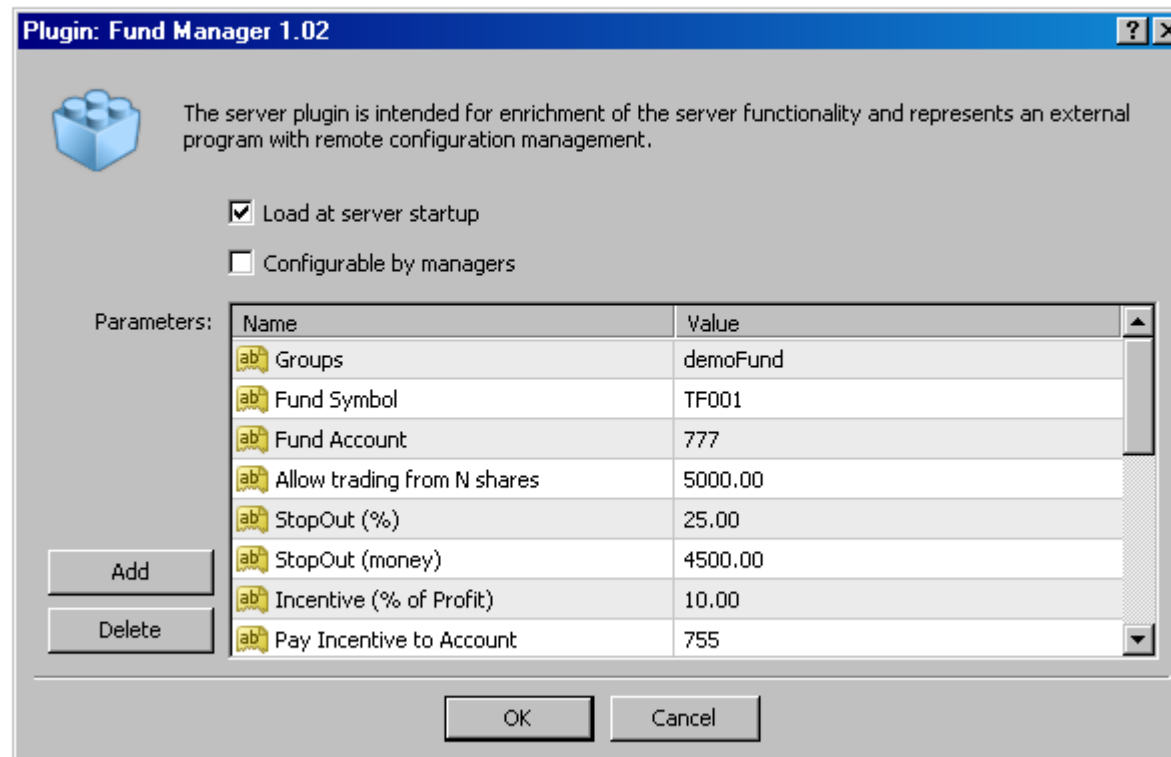 Plugin: Fund Manager 1.02
The server plugin is intended for enrichment of the server functionality and represents an external
program with remote configuration management.
Load at server startup
Configurable by managers
Parameters:
Name Value
Groups demoFund
Fund Symbol TF001
Fund Account 777
Allow trading from N shares 5000.00
StopOut (%) 25.00
StopOut (money) 4500.00
Incentive (% of Profit) 10.00
Pay Incentive to Account 755
Add
Delete
OK Cancel